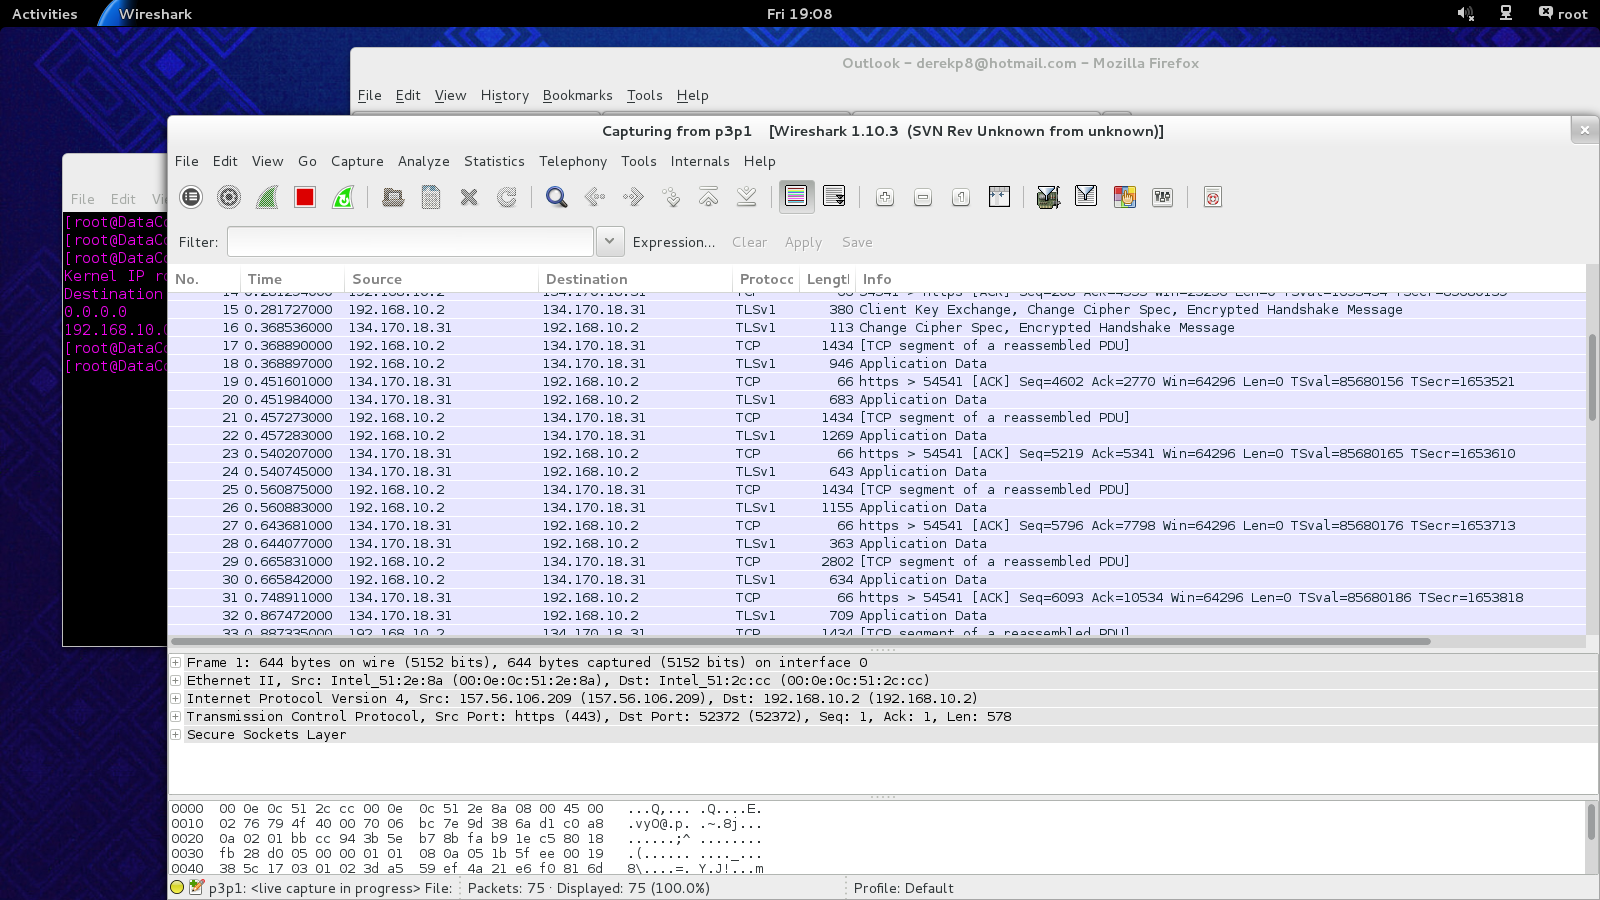 Activities Wireshark Fri 19:08 root
Outlook - derekp8@hotmail.com - Mozilla Firefox
File Edit View History Bookmarks Tools Help
Capturing from p3p1 [Wireshark 1.10.3 (SVN Rev Unknown from unknown)]
File Edit View Go Capture Analyze Statistics Telephony Tools Internals Help
File Edit
[root@DataCo
[root@DataCo
[root@DataCo
Kernel IP
Destination
0.0.0.0
192.168.10.0
[root@DataCo
[root@DataCo
Filter: Expression... Clear Apply Save
No. Time Source Destination Protocc Lengtl Info
15 0.281727000 192.168.10.2 134.170.18.31 TLSv1 380 Client Key Exchange, Change Cipher Spec, Encrypted Handshake Message
16 0.368536000 134.170.18.31 192.168.10.2 TLSv1 113 Change Cipher Spec, Encrypted Handshake Message
17 0.368890000 192.168.10.2 134.170.18.31 TCP 1434 [TCP segment of a reassembled PDU]
18 0.368897000 192.168.10.2 134.170.18.31 TLSv1 946 Application Data
19 0.451601000 134.170.18.31 192.168.10.2 TCP 66 https > 54541 [ACK] Seq=4602 Ack=2770 Win=64296 Len=0 TSval=85680156 TSecr=1653521
20 0.451984000 134.170.18.31 192.168.10.2 TLSv1 683 Application Data
21 0.457273000 192.168.10.2 134.170.18.31 TCP 1434 [TCP segment of a reassembled PDU]
22 0.457283000 192.168.10.2 134.170.18.31 TLSv1 1269 Application Data
23 0.540207000 134.170.18.31 192.168.10.2 TCP 66 https > 54541 [ACK] Seq=5219 Ack=5341 Win=64296 Len=0 TSval=85680165 TSecr=1653610
24 0.540745000 134.170.18.31 192.168.10.2 TLSv1 643 Application Data
25 0.560875000 192.168.10.2 134.170.18.31 TCP 1434 [TCP segment of a reassembled PDU]
26 0.560883000 192.168.10.2 134.170.18.31 TLSv1 1155 Application Data
27 0.643681000 134.170.18.31 192.168.10.2 TCP 66 https > 54541 [ACK] Seq=5796 Ack=7798 Win=64296 Len=0 TSval=85680176 TSecr=1653713
28 0.644077000 134.170.18.31 192.168.10.2 TLSv1 363 Application Data
29 0.665831000 192.168.10.2 134.170.18.31 TCP 2802 [TCP segment of a reassembled PDU]
30 0.665842000 192.168.10.2 134.170.18.31 TLSv1 634 Application Data
31 0.748911000 134.170.18.31 192.168.10.2 TCP 66 https > 54541 [ACK] Seq=6093 Ack=10534 Win=64296 Len=0 TSval=85680186 TSecr=1653818
32 0.867472000 134.170.18.31 192.168.10.2 TLSv1 709 Application Data
33 0.887335000 192.168.10.2 134.170.18.31 TCP 1434 [TCP segment of a reassembled PDU]
Frame 1: 644 bytes on wire (5152 bits), 644 bytes captured (5152 bits) on interface 0
Ethernet II, Src: Intel_51:2e:8a (00:0e:0c:51:2e:8a), Dst: Intel_51:2c:cc (00:0e:0c:51:2c:cc)
Internet Protocol Version 4, Src: 157.56.106.209 (157.56.106.209), Dst: 192.168.10.2 (192.168.10.2)
Transmission Control Protocol, Src Port: https (443), Dst Port: 52372 (52372), Seq: 1, Ack: 1, Len: 578
Secure Sockets Layer
0000 00 0e 0c 51 2c cc 00 0e 0c 51 2e 8a 08 00 45 00 ...Q,... .Q....E.
0010 02 76 79 4f 40 00 70 06 bc 7e 9d 38 6a d1 c0 a8 .vyO@.p. .~.8j...
0020 0a 02 01 bb cc 94 3b 5e b7 8b fa b9 1e c5 80 18 ......;^ ........
0030 fb 28 d0 05 00 00 01 01 08 0a 05 1b 5f ee 00 19 .(...... ...._...
0040 38 5c 17 03 01 02 3d a5 59 ef 4a 21 e6 f0 81 6d 8\....=. Y.J!...m
p3p1: <live capture in progress> File: Packets: 75 · Displayed: 75 (100.0%) Profile: Default